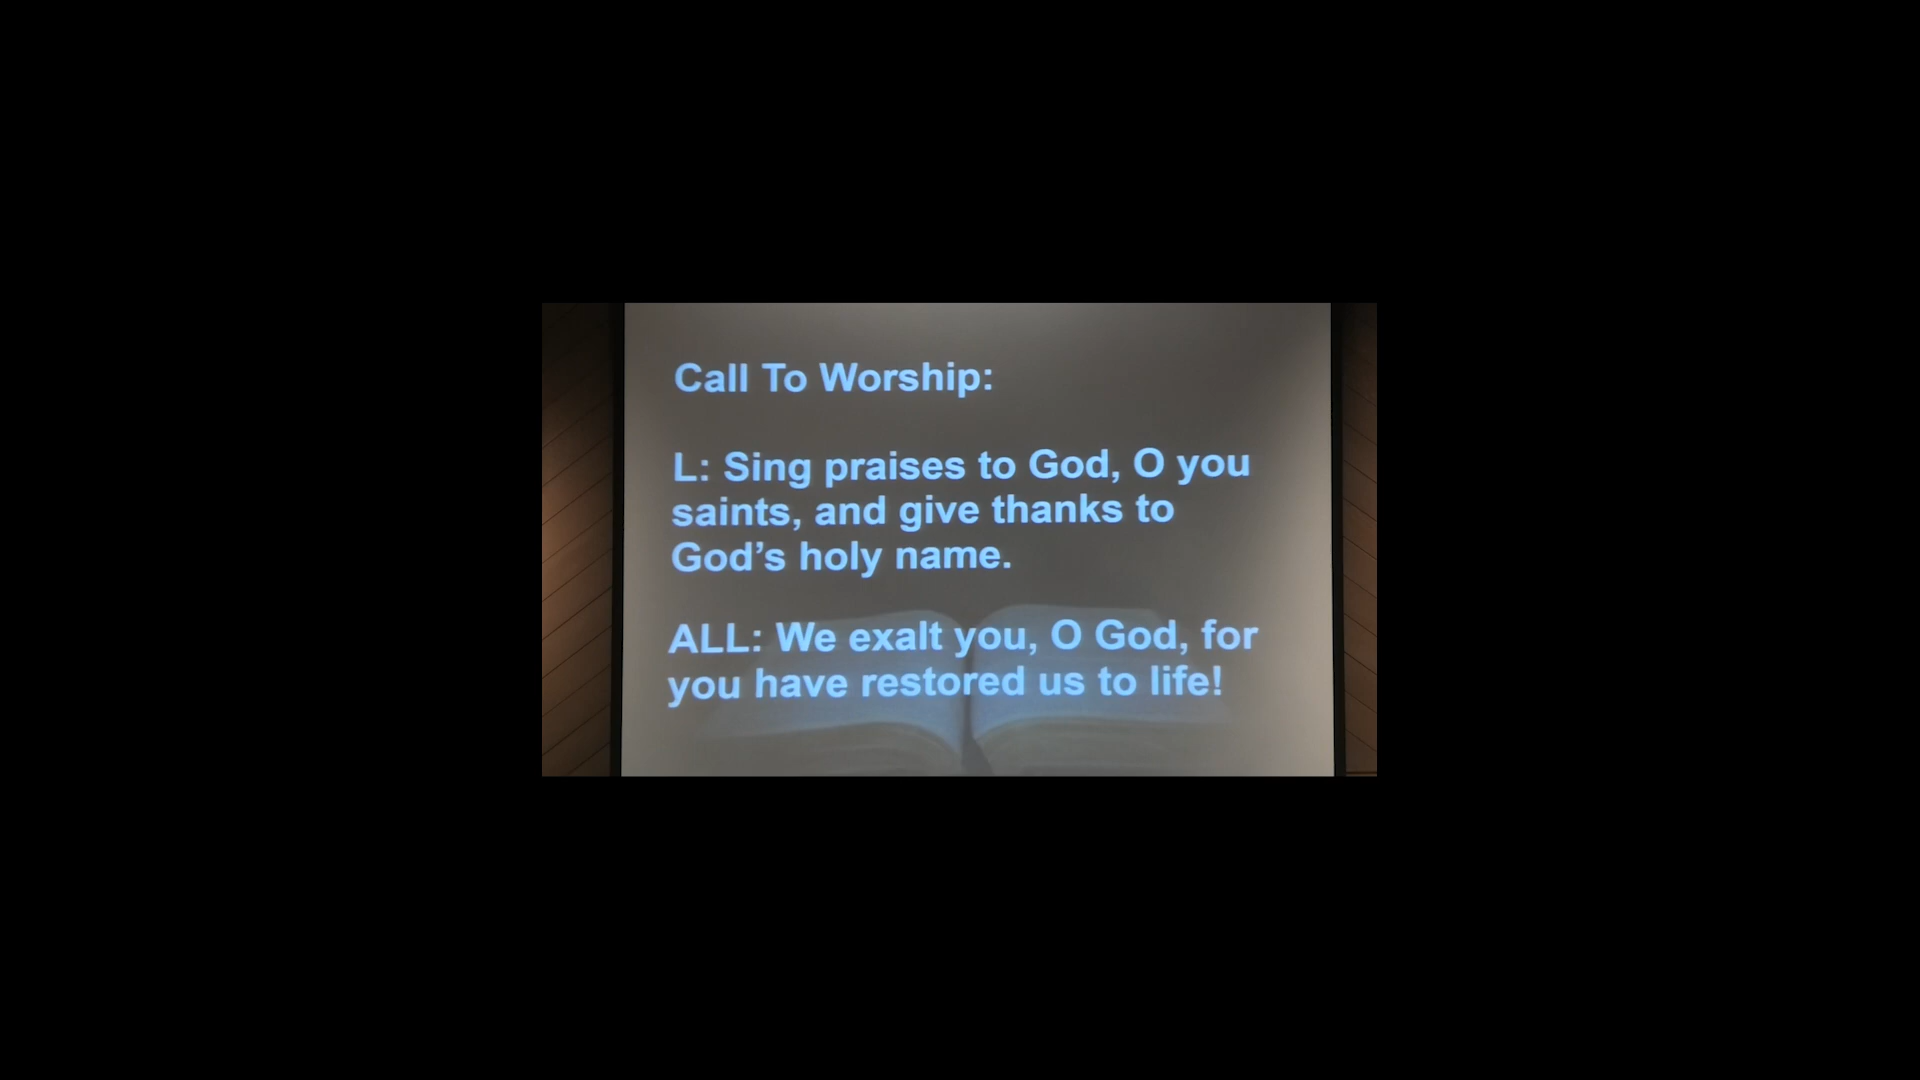 Call To Worship:
L: Sing praises to God, O you
saints, and give thanks to
God’s holy name.
ALL: We exalt you, O God, for
you have restored us to life!